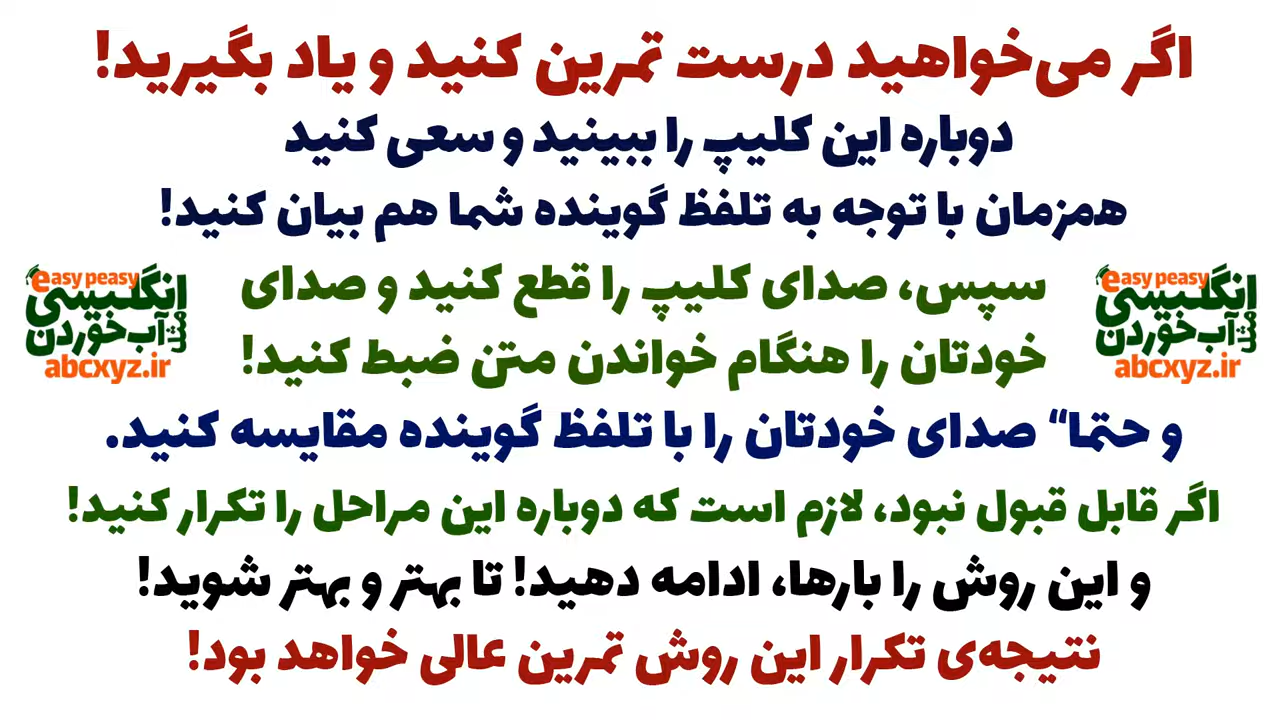 اگر می‌خواهید درست تمرین کنید و یاد بگیرید!
دوباره این کلیپ را ببینید و سعی کنید
همزمان با توجه به تلفظ گوینده شما هم بیان کنید!
سپس، صدای کلیپ را قطع کنید و صدای
خودتان را هنگام خواندن متن ضبط کنید!
و حتما“ صدای خودتان را با تلفظ گوینده مقایسه کنید.
اگر قابل قبول نبود، لازم است که دوباره این مراحل را تکرار کنید!
و این روش را بارها، ادامه دهید! تا بهتر و بهتر شوید!
نتیجه‌ی تکرار این روش تمرین عالی خواهد بود!
easy peasy
انگلیسی
مثل آب خوردن
abcxyz.ir
easy peasy
انگلیسی
مثل آب خوردن
abcxyz.ir